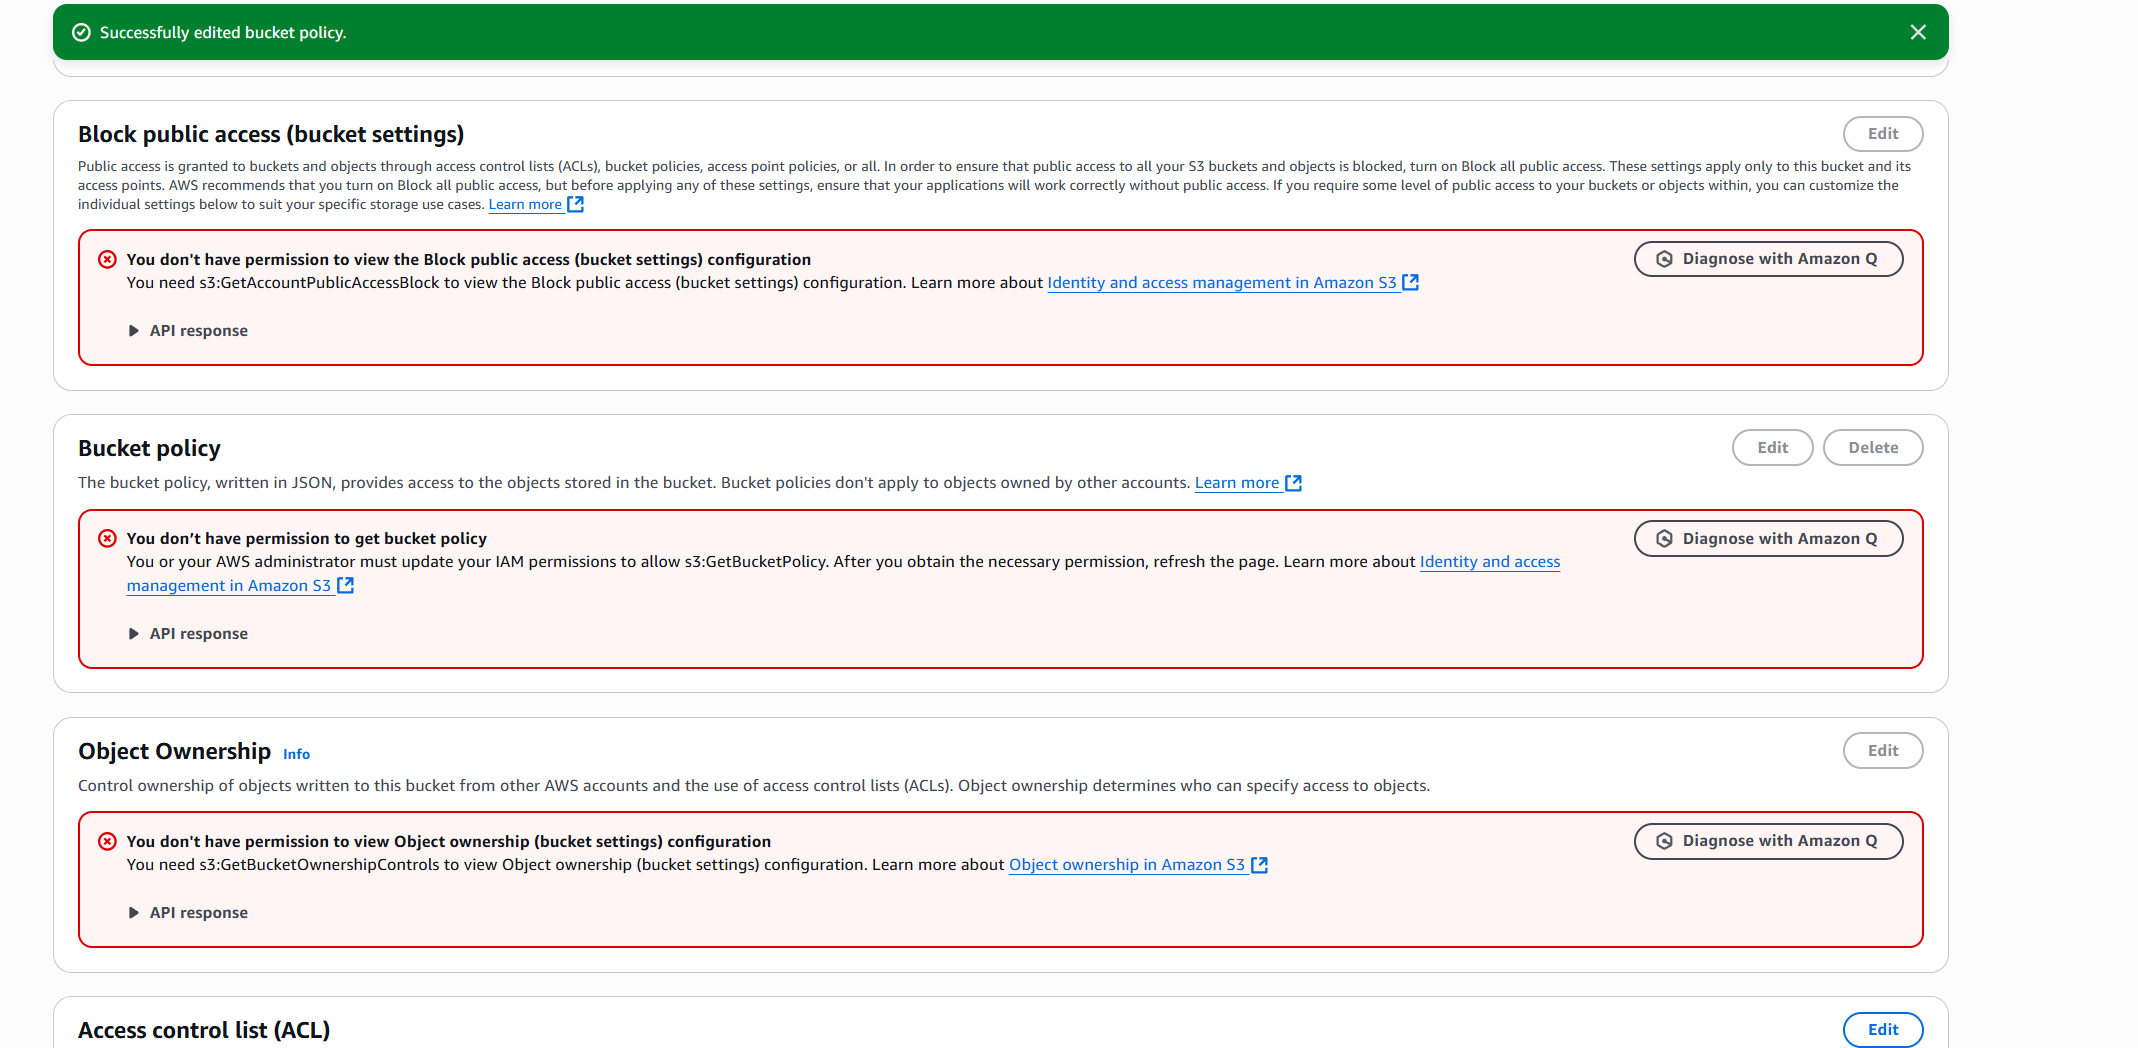 Successfully edited bucket policy.
Block public access (bucket settings)
Edit
Public access is granted to buckets and objects through access control lists (ACLs), bucket policies, access point policies, or all. In order to ensure that public access to all your S3 buckets and objects is blocked, turn on Block all public access. These settings apply only to this bucket and its
access points. AWS recommends that you turn on Block all public access, but before applying any of these settings, ensure that your applications will work correctly without public access. If you require some level of public access to your buckets or objects within, you can customize the
individual settings below to suit your specific storage use cases. Learn more
You don't have permission to view the Block public access (bucket settings) configuration
Diagnose with Amazon Q
You need s3:GetAccountPublicAccessBlock to view the Block public access (bucket settings) configuration. Learn more about Identity and access management in Amazon S3
API response
Bucket policy
Edit
Delete
The bucket policy, written in JSON, provides access to the objects stored in the bucket. Bucket policies don't apply to objects owned by other accounts. Learn more
You don’t have permission to get bucket policy
Diagnose with Amazon Q
You or your AWS administrator must update your IAM permissions to allow s3:GetBucketPolicy. After you obtain the necessary permission, refresh the page. Learn more about Identity and access
management in Amazon S3
API response
Object Ownership Info
Edit
Control ownership of objects written to this bucket from other AWS accounts and the use of access control lists (ACLs). Object ownership determines who can specify access to objects.
You don't have permission to view Object ownership (bucket settings) configuration
Diagnose with Amazon Q
You need s3:GetBucketOwnershipControls to view Object ownership (bucket settings) configuration. Learn more about Object ownership in Amazon S3
API response
Access control list (ACL)
Edit